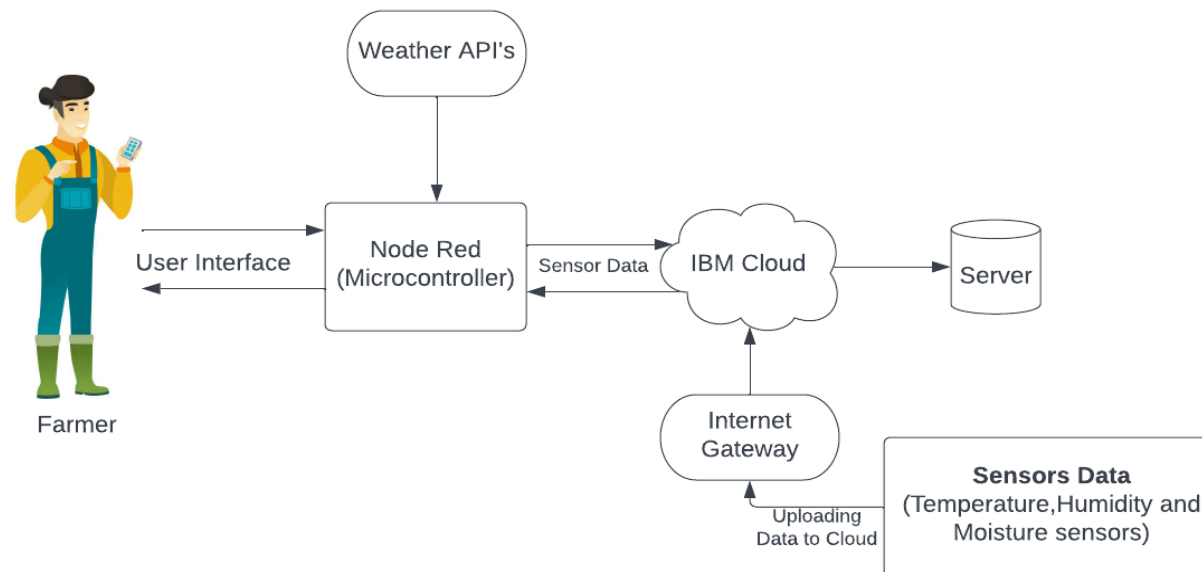 Weather API's
User Interface
Node Red
(Microcontroller)
Sensor Data
IBM Cloud
Server
Farmer
Internet
Gateway
Uploading
Data to Cloud
Sensors Data
(Temperature,Humidity and
Moisture sensors)